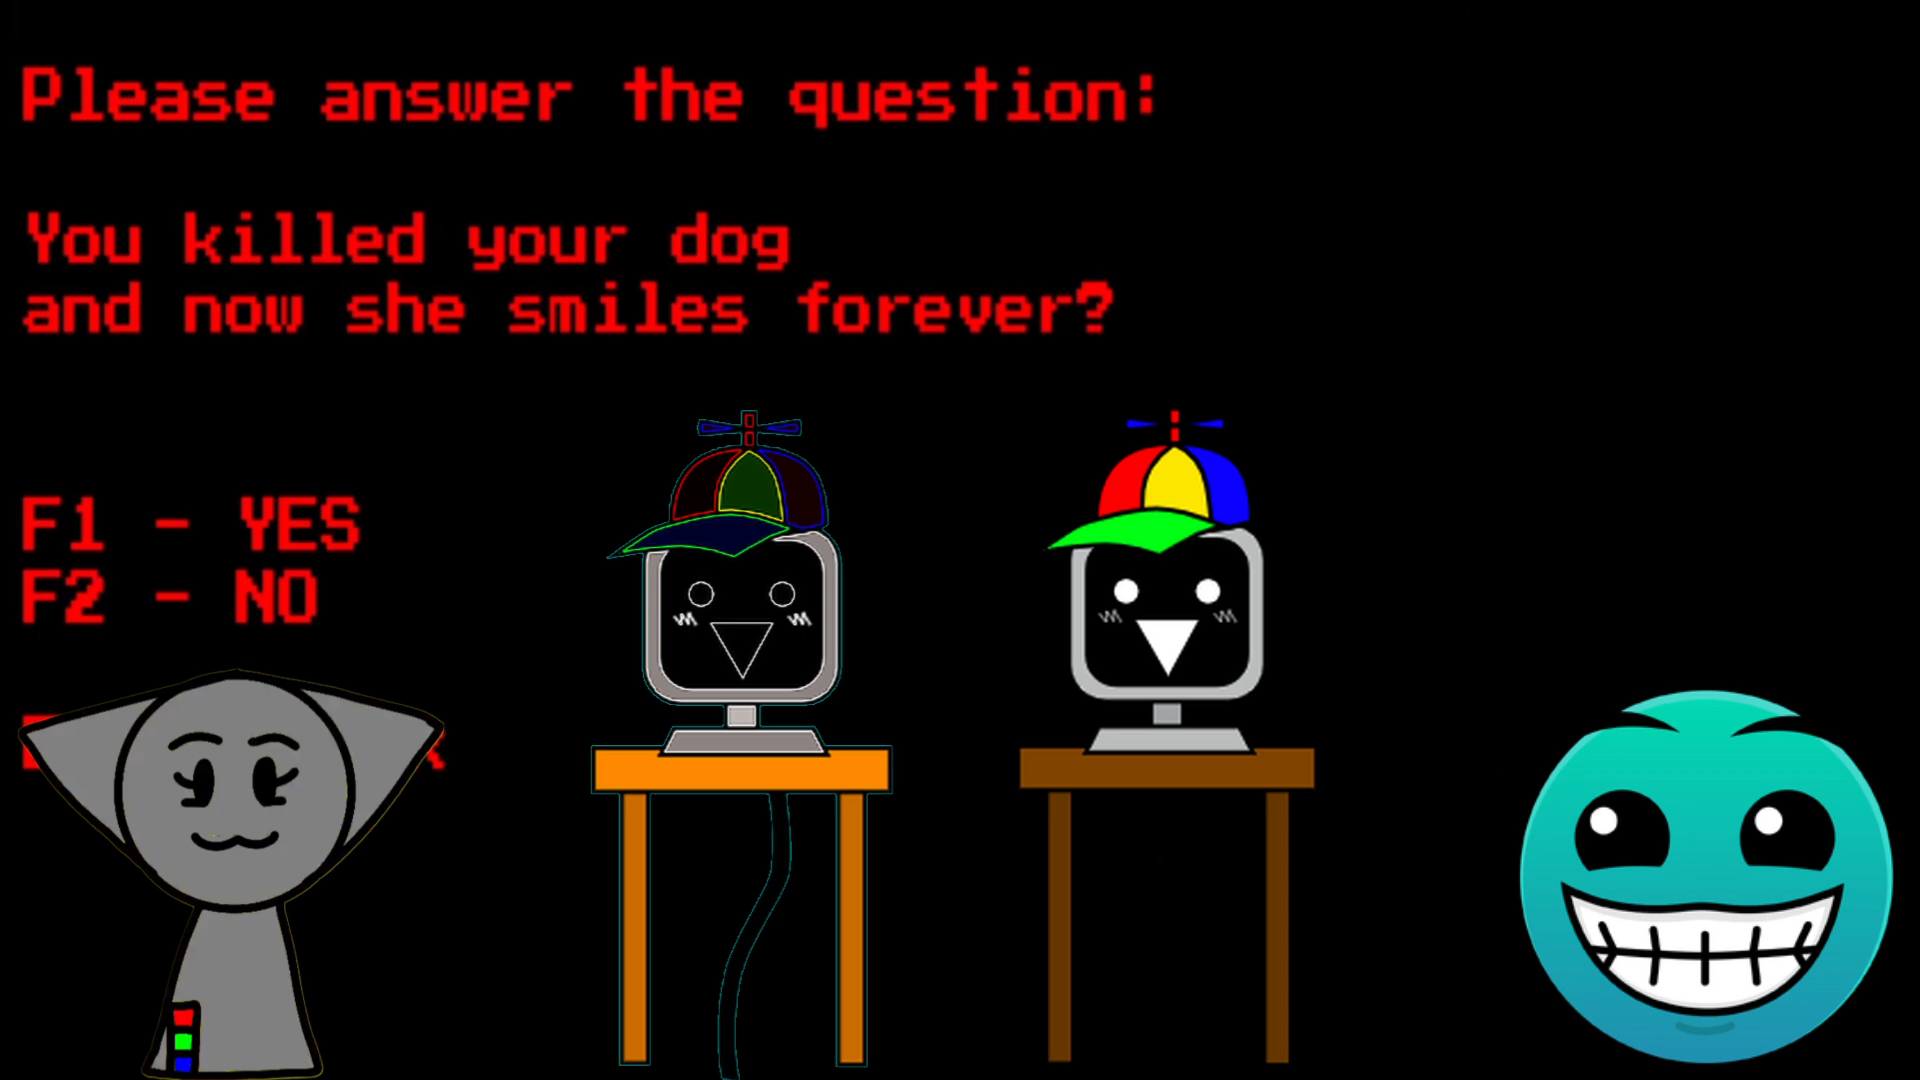 Please answer the question:
You killed your dog
and now she smiles forever?
F1 - YES
F2 - NO